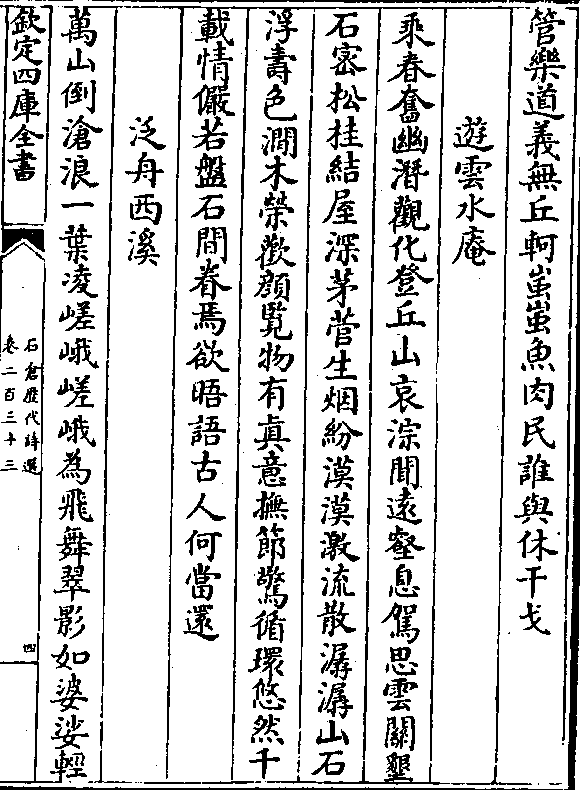 管樂道義無丘軻蚩蚩魚肉民誰與休干戈
遊雲水庵
乘春奮幽潛觀化登丘山哀淙聞遠壑息駕思雲關墾
石密松挂結屋深茅菅生烟紛漠漠激流散潺潺山石
浮壽色澗木榮歡顔覧物有真意撫節驚循環悠然千
載情儼若盤石間眷焉欲晤語古人何當還
泛舟西溪
萬山倒滄浪一葉凌嵯峨嵯峨為飛舞翠影如婆娑輕
欽定四庫全書
石倉歴代詩選
卷二百三十三
四